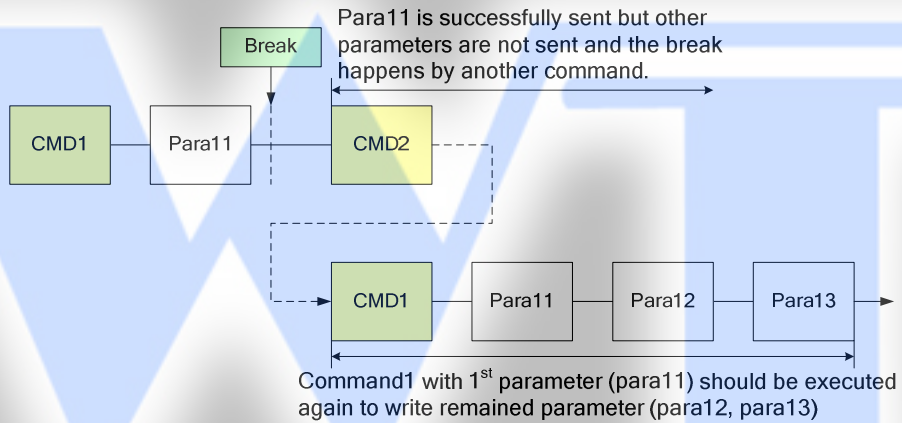 Para11 is successfully sent but other
parameters are not sent and the break
happens by another command.
Break
CMD1
Para11
CMD2
CMD1
Para11
Para12
Para13
Command1 with 1st parameter (para11) should be executed
again to write remained parameter (para12, para13)